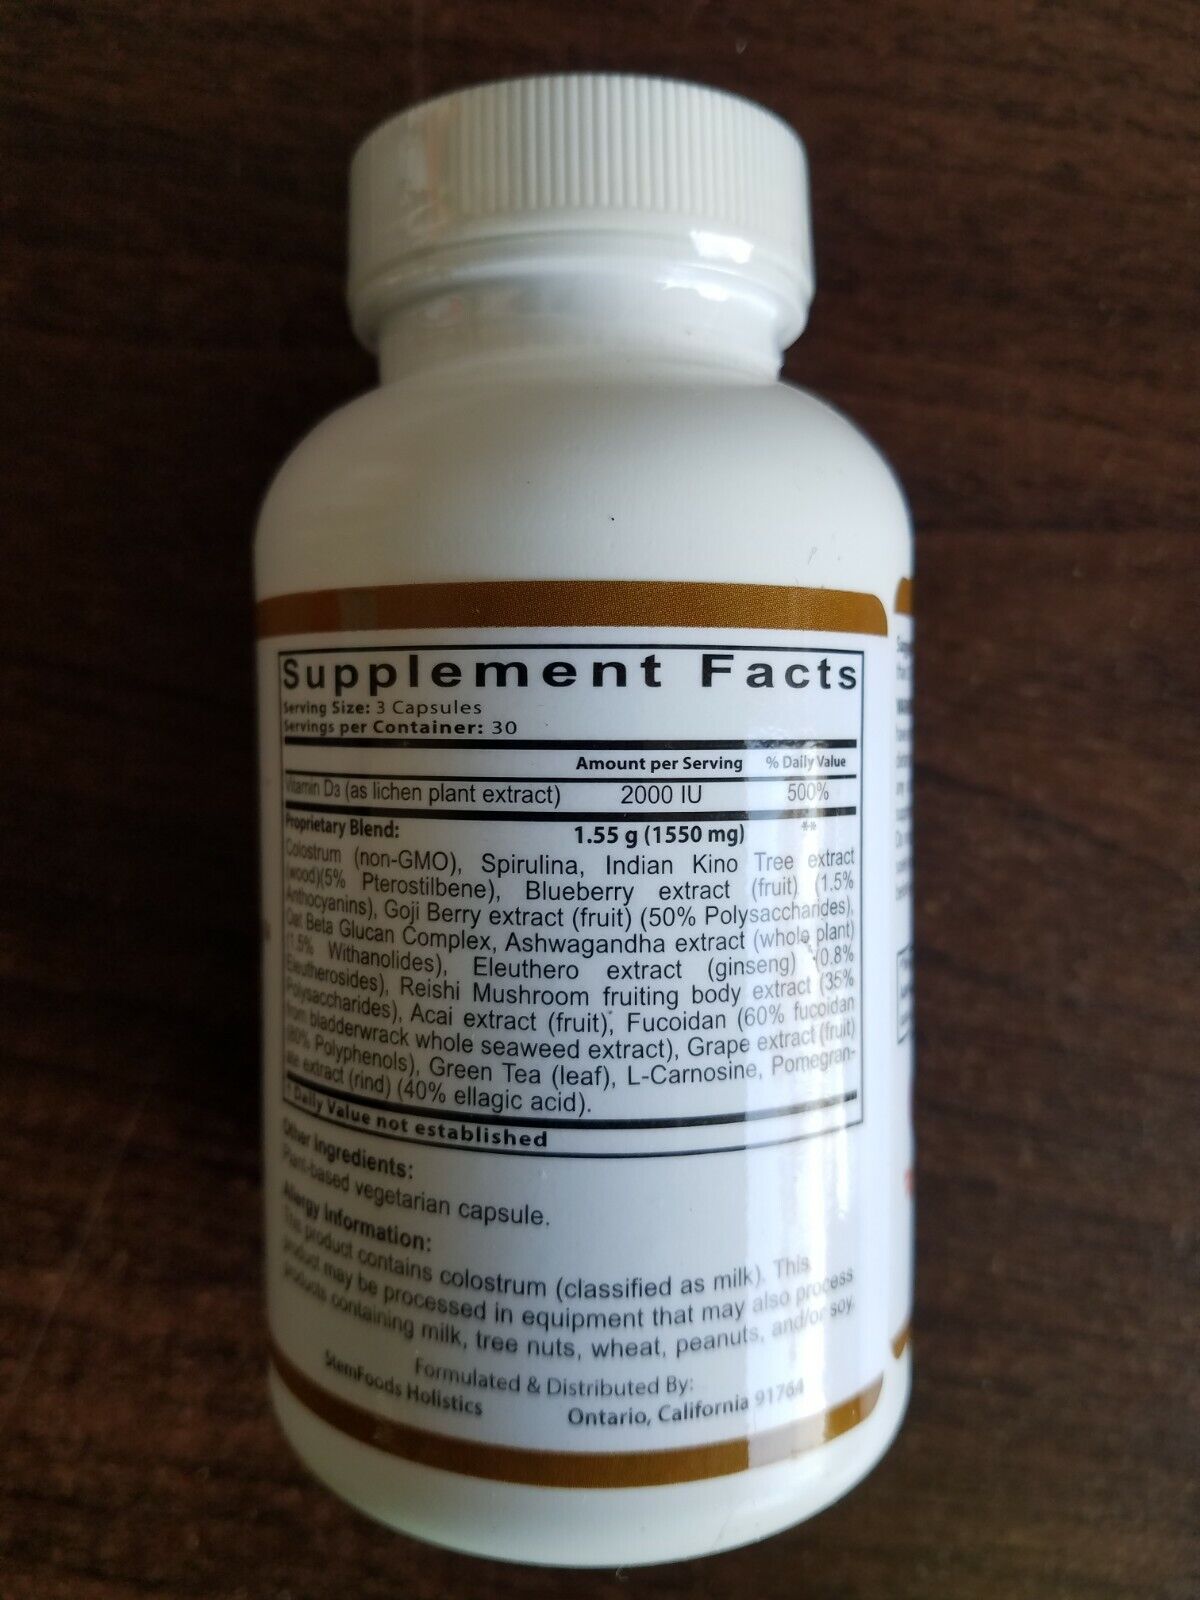 Supplement Facts
Serving Size: 3 Capsules
Servings per Container: 30
Amount per Serving % Daily Value
Vitamin D3 (as lichen plant extract) 2000 IU 500%
Proprietary Blend: 1.55 g (1550 mg) **
Colostrum (non-GMO), Spirulina, Indian Kino Tree extract
(wood)(5% Pterostilbene), Blueberry extract (fruit) (1.5%
Anthocyanins), Goji Berry extract (fruit) (50% Polysaccharides),
Oat Beta Glucan Complex, Ashwagandha extract (whole plant)
(1.5% Withanolides), Eleuthero extract (ginseng) (0.8%
Eleutherosides), Reishi Mushroom fruiting body extract (35%
Polysaccharides), Acai extract (fruit), Fucoidan (60% fucoidan
from bladderwrack whole seaweed extract), Grape extract (fruit)
(80% Polyphenols), Green Tea (leaf), L-Carnosine, Pomegran-
ate extract (rind) (40% ellagic acid).
Daily Value not established
Other Ingredients:
Plant-based vegetarian capsule.
Allergy Information:
This product contains colostrum (classified as milk). This
product may be processed in equipment that may also process
products containing milk, tree nuts, wheat, peanuts, and/or soy.
Formulated & Distributed By:
StemFoods Holistics Ontario, California 91764